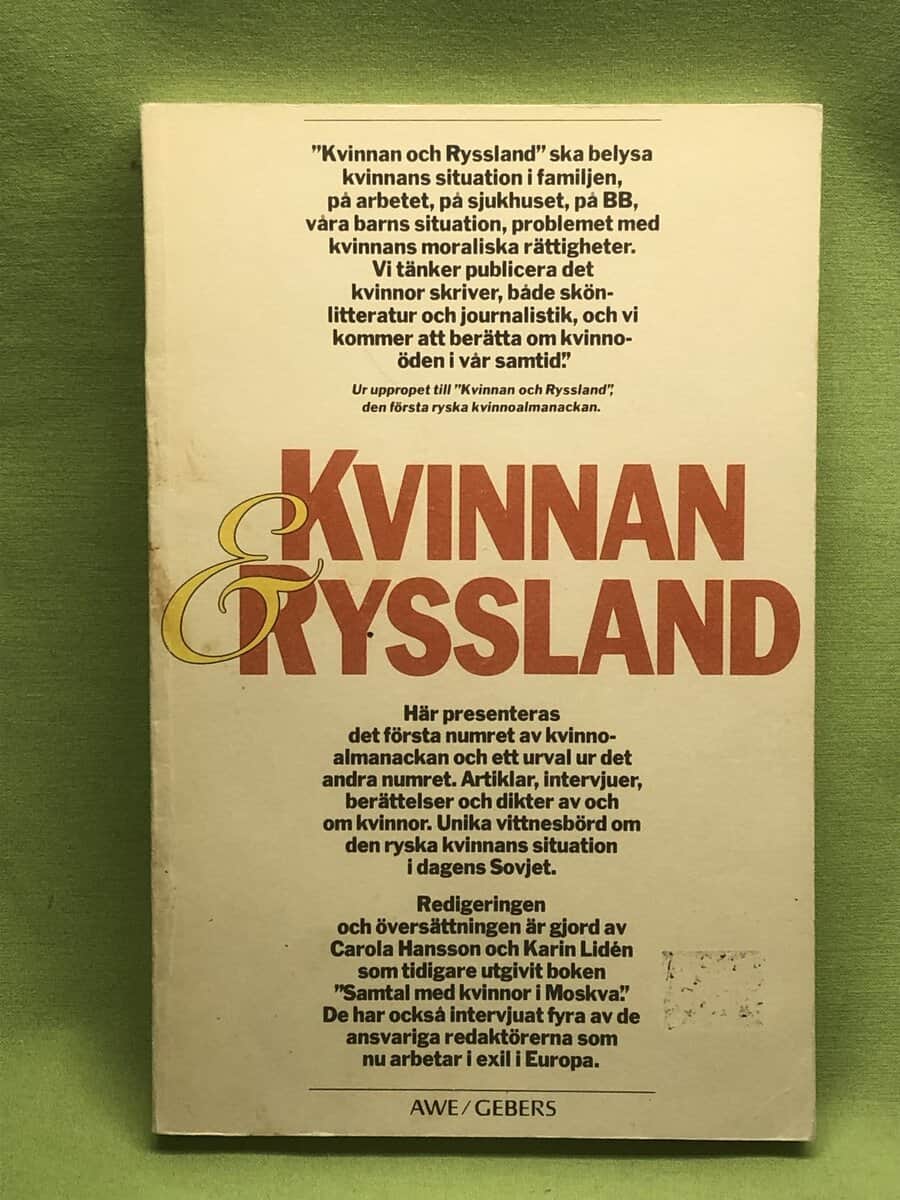 ”Kvinnan och Ryssland” ska belysa
kvinnans situation i familjen,
på arbetet, på sjukhuset, på BB,
våra barns situation, problemet med
kvinnans moraliska rättigheter.
Vi tänker publicera det
kvinnor skriver, både skön-
litteratur och journalistik, och vi
kommer att berätta om kvinno-
öden i vår samtid.”
Ur uppropet till ”Kvinnan och Ryssland”,
den första ryska kvinnoalmanackan.
KVINNAN
& RYSSLAND
Här presenteras
det första numret av kvinno-
almanackan och ett urval ur det
andra numret. Artiklar, intervjuer,
berättelser och dikter av och
om kvinnor. Unika vittnesbörd om
den ryska kvinnans situation
i dagens Sovjet.
Redigeringen
och översättningen är gjord av
Carola Hansson och Karin Lidén
som tidigare utgivit boken
”Samtal med kvinnor i Moskva.”
De har också intervjuat fyra av de
ansvariga redaktörerna som
nu arbetar i exil i Europa.
AWE/GEBERS